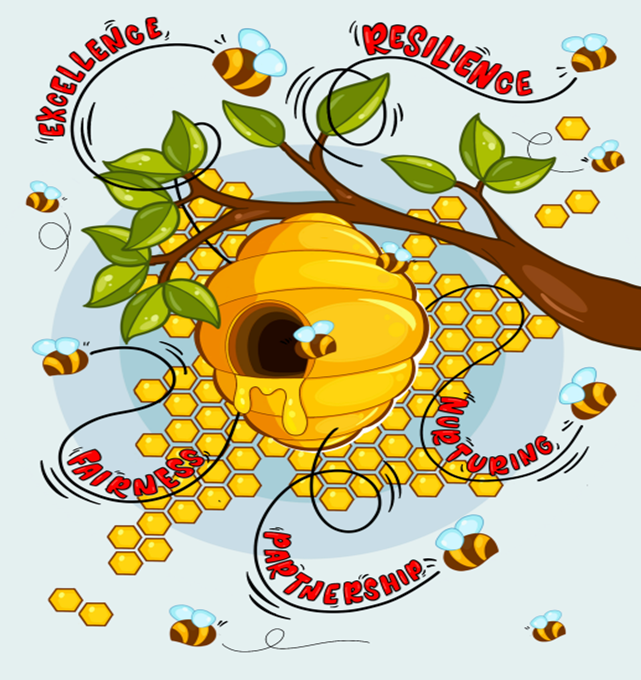 EXCELLENCE
RESILIENCE
NURTURING
FAIRNESS
PARTNERSHIP